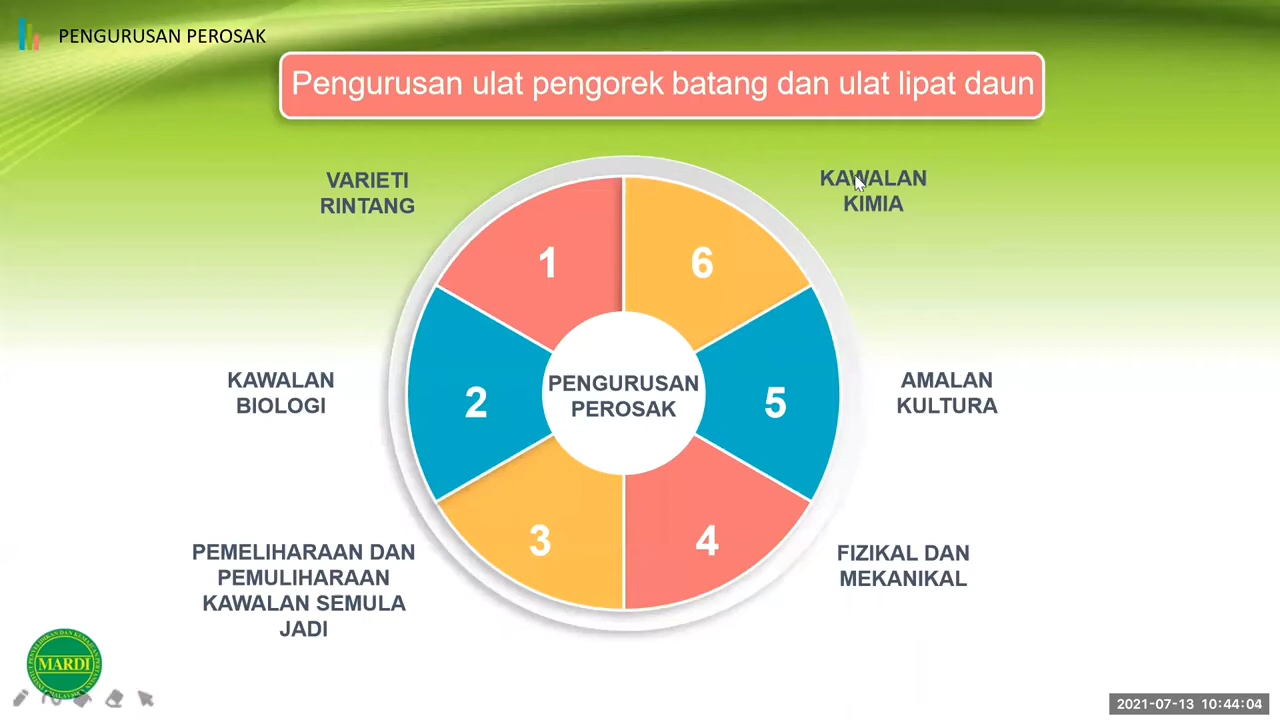 PENGURUSAN PEROSAK
Pengurusan ulat pengorek batang dan ulat lipat daun
VARIETI
RINTANG
KAWALAN
KIMIA
1
6
KAWALAN
BIOLOGI
2
PENGURUSAN
PEROSAK
5
AMALAN
KULTURA
3
4
PEMELIHARAAN DAN
PEMULIHARAAN
KAWALAN SEMULA
JADI
FIZIKAL DAN
MEKANIKAL
MARDI
2021-07-13 10:44:04